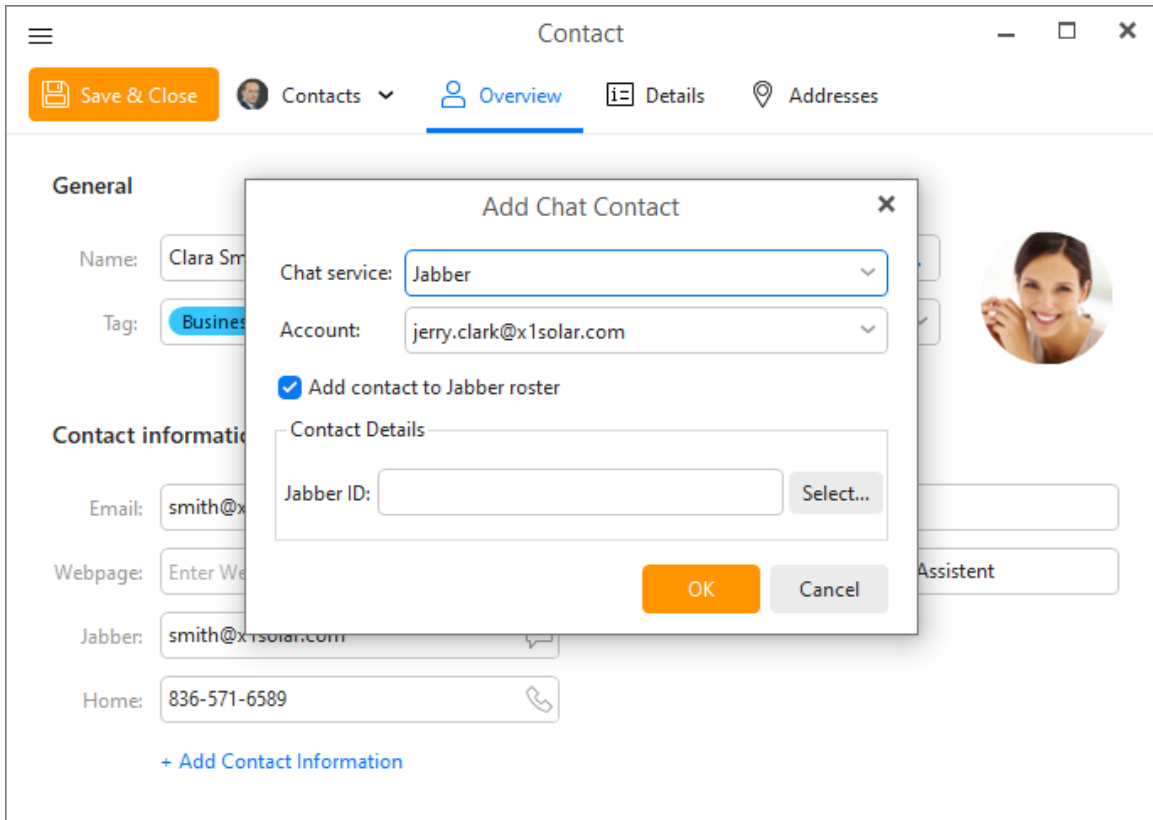 Contact
Save & Close Contacts Overview Details Addresses
General
Add Chat Contact
Name: Clara Sm
Chat service: Jabber
Tag: Busines
Account: jerry.clark@x1solar.com
Add contact to Jabber roster
Contact informatio
Contact Details
Jabber ID: Select...
Email: smith@x
Webpage: Enter We
Assistent
OK Cancel
Jabber: smith@x1solar.com
Home: 836-571-6589
+ Add Contact Information